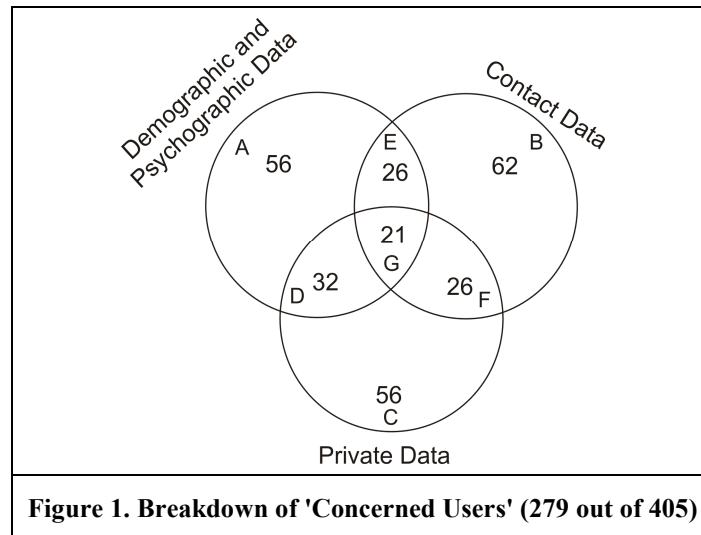 Demographic and
Psychographic Data
Contact Data
A
56
E
26
B
62
21
G
D
32
26
F
56
C
Private Data
Figure 1. Breakdown of 'Concerned Users' (279 out of 405)